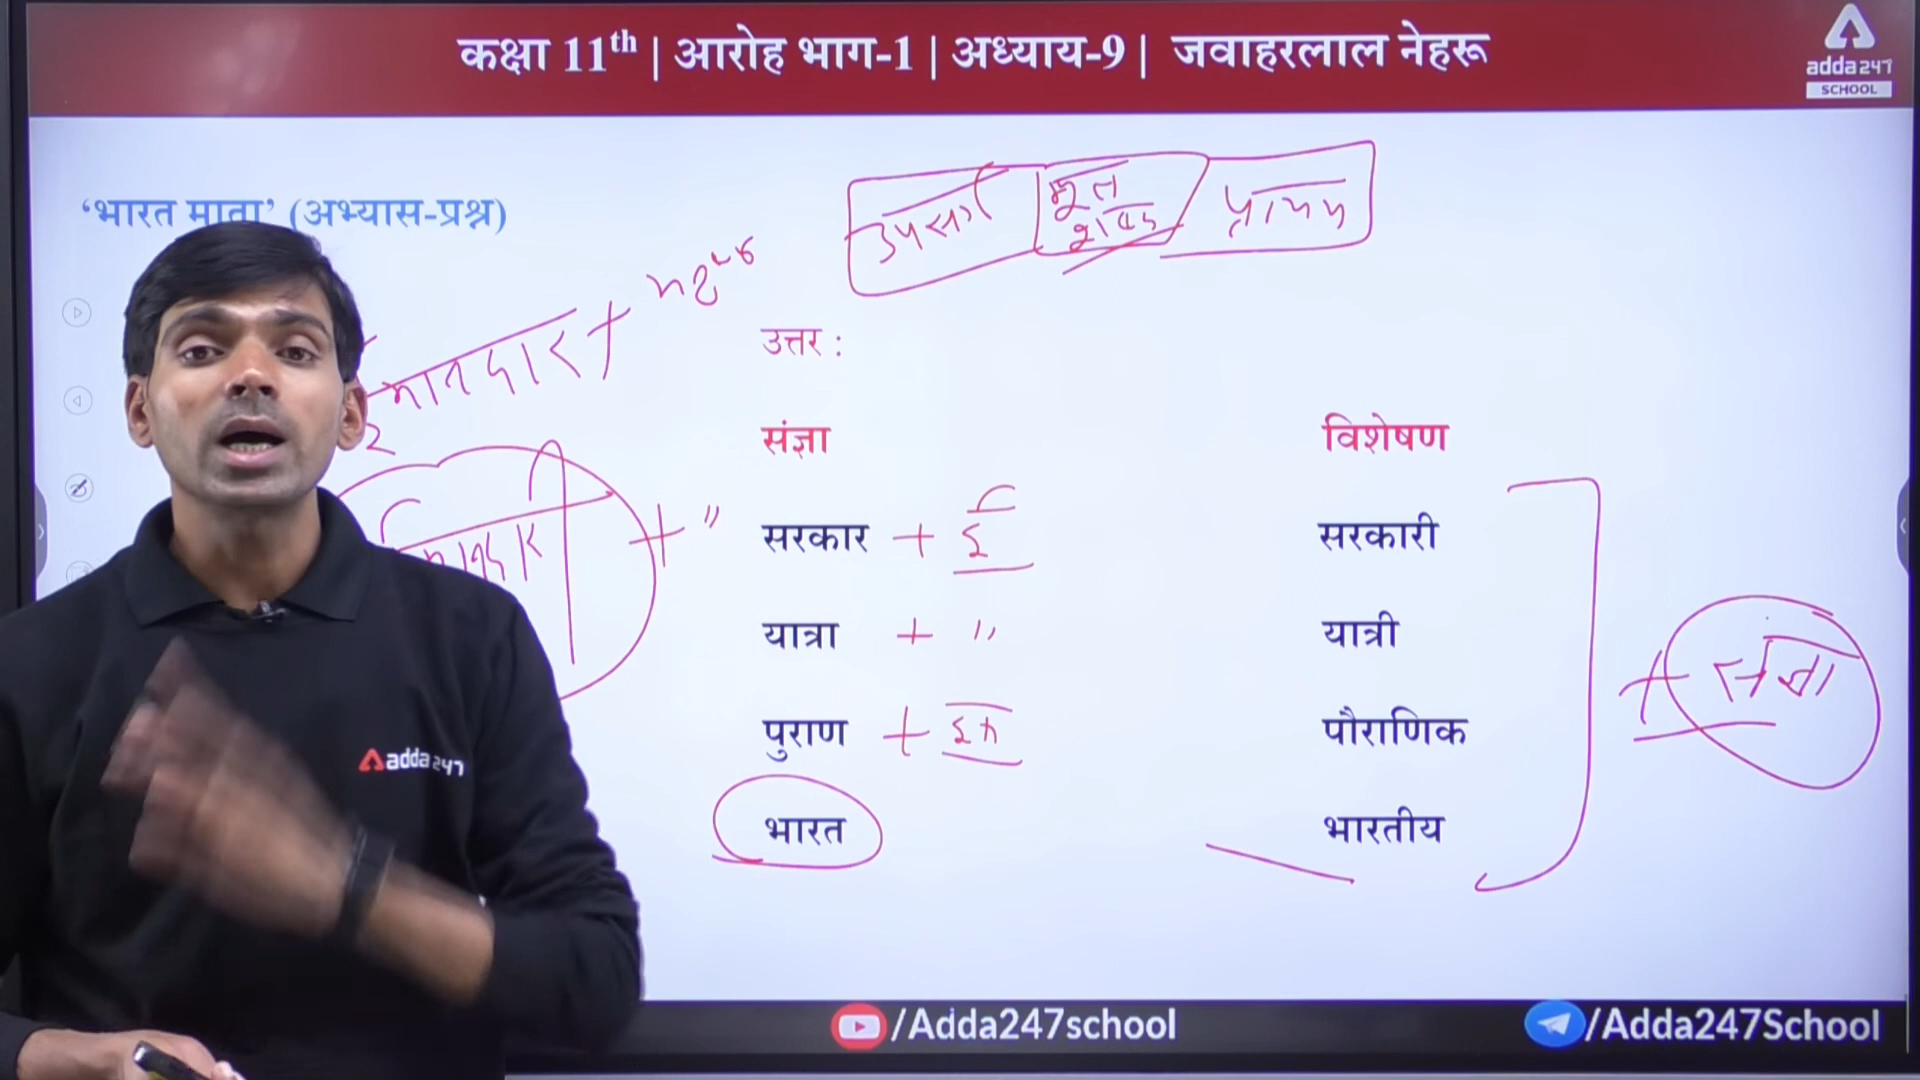 कक्षा 11th | आरोह भाग-1 | अध्याय-9 | जवाहरलाल नेहरू
adda247
SCHOOL
‘भारत माता’ (अभ्यास-प्रश्न)
उपसर्ग मूल शब्द प्रत्यय
उत्तर :
संज्ञा विशेषण
सरकार + ई सरकारी
यात्रा + " यात्री
पुराण + इक पौराणिक
+ संज्ञा
भारत भारतीय
adda247
/Adda247school
/Adda247School